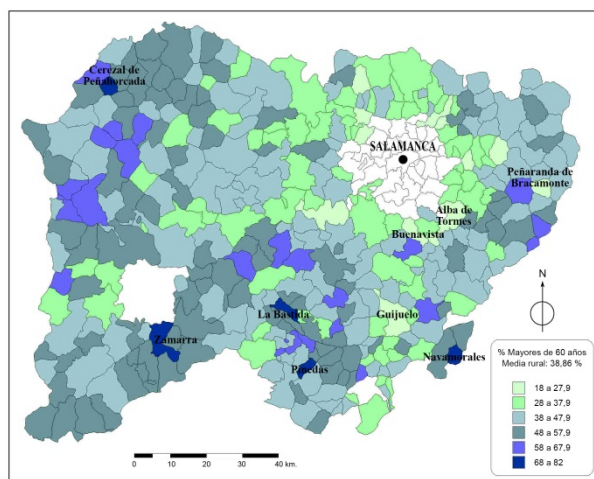 Cerezal de
Peñahorcada
SALAMANCA
Peñaranda de
Bracamonte
Alba de
Tormes
Buenavista
N
La Bastida
Guijuelo
Zamarra
Pinedas
Navamorales
% Mayores de 60 años
Media rural: 38,86 %
18 a 27,9
28 a 37,9
38 a 47,9
48 a 57,9
58 a 67,9
68 a 82
0 10 20 30 40 km.